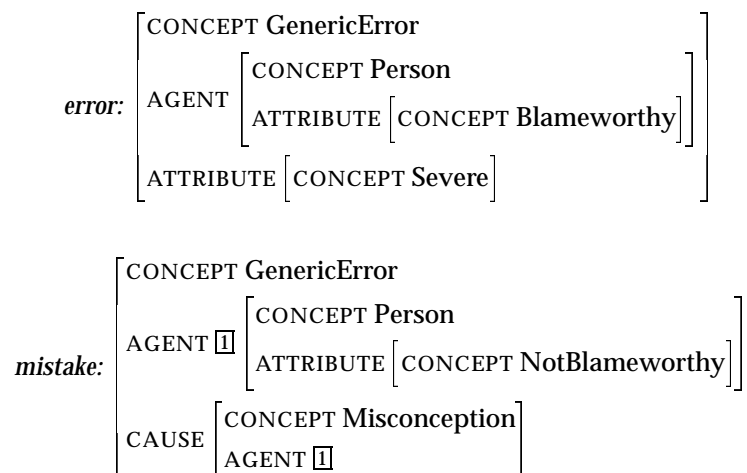 CONCEPT GenericError
CONCEPT Person
error: AGENT
ATTRIBUTE [CONCEPT Blameworthy]
ATTRIBUTE [CONCEPT Severe]
CONCEPT GenericError
CONCEPT Person
AGENT 1
ATTRIBUTE [CONCEPT NotBlameworthy]
mistake:
CONCEPT Misconception
CAUSE
AGENT 1